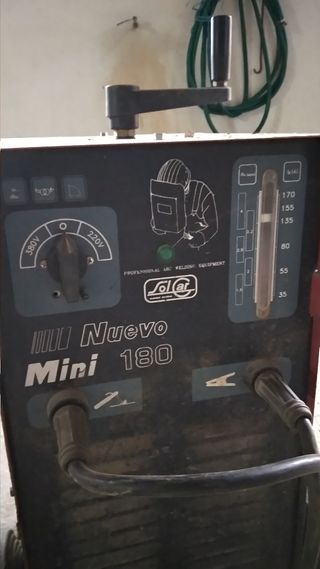 170
155
135
80
55
35
380V
O
220V
PROFESSIONAL ARC WELDING EQUIPMENT
Solter
Nuevo
Mini 180